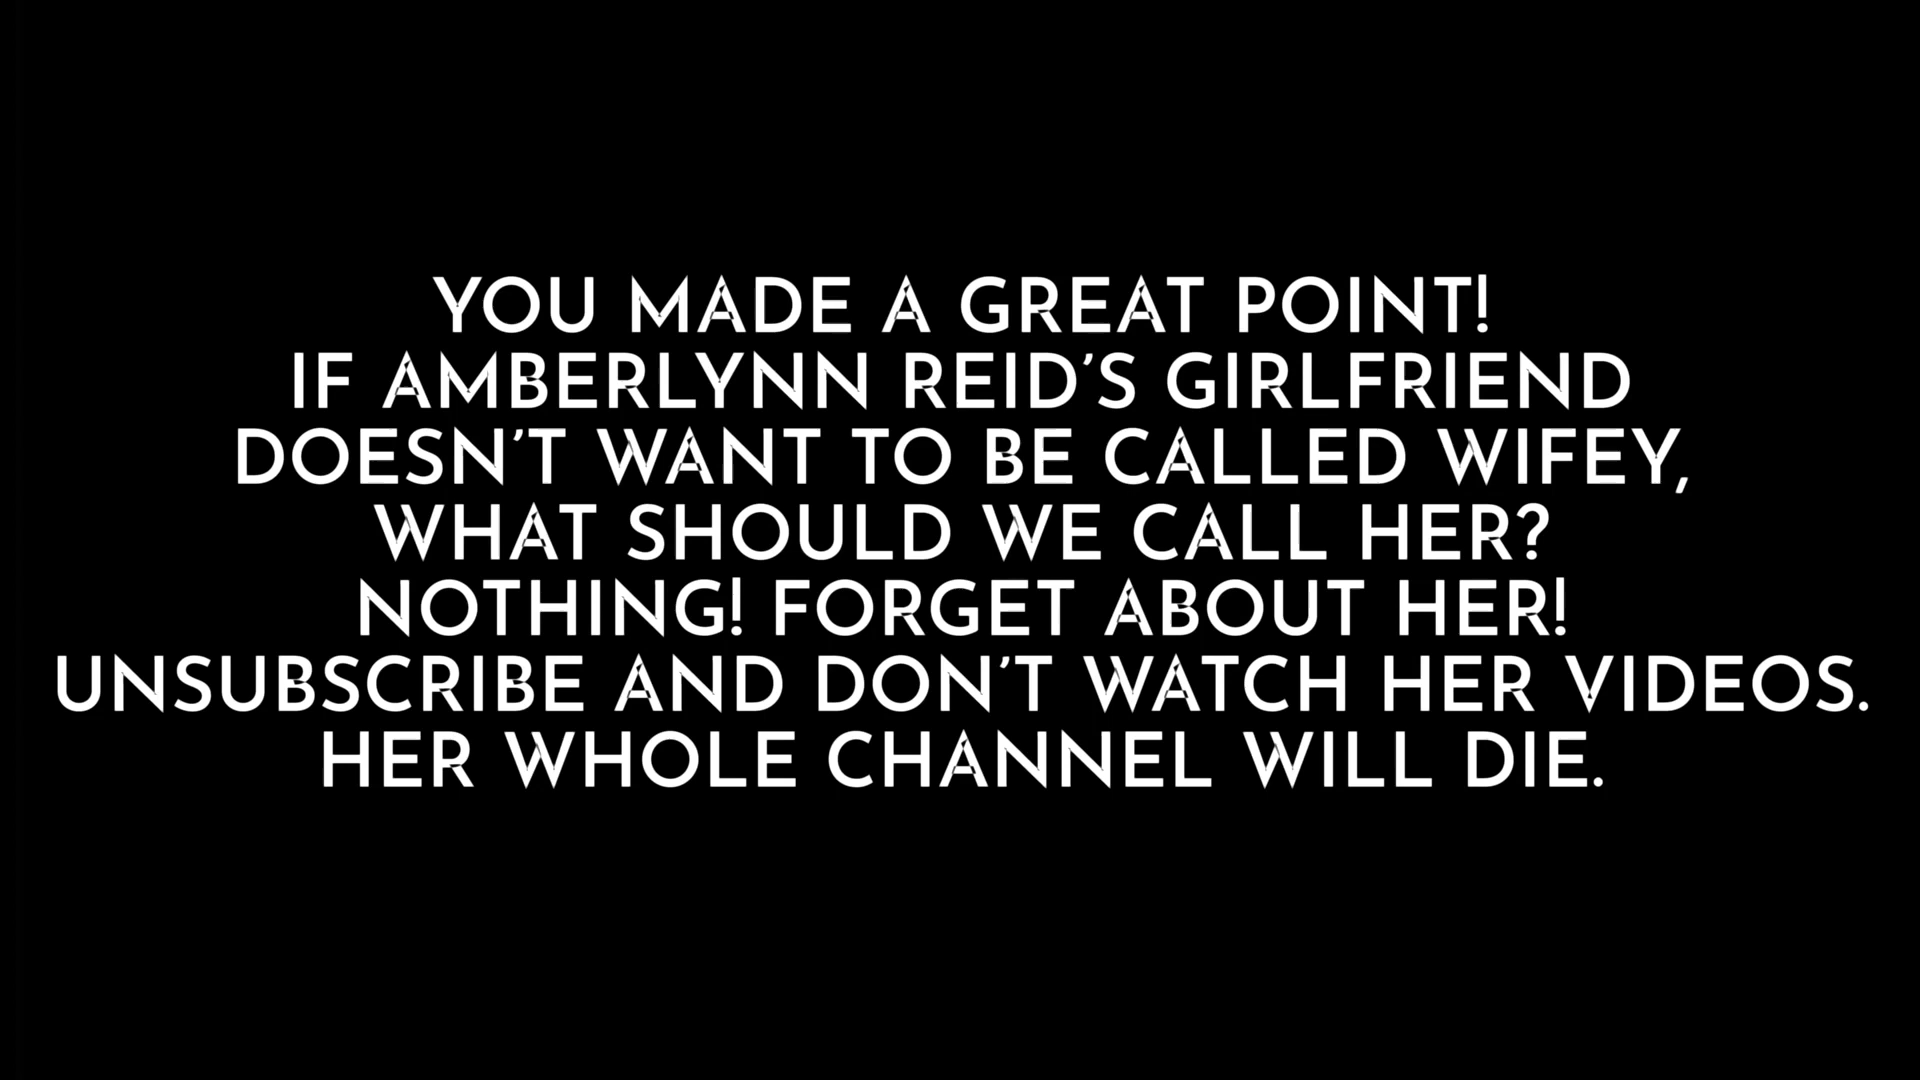 YOU MADE A GREAT POINT!
IF AMBERLYNN REID’S GIRLFRIEND
DOESN’T WANT TO BE CALLED WIFEY,
WHAT SHOULD WE CALL HER?
NOTHING! FORGET ABOUT HER!
UNSUBSCRIBE AND DON’T WATCH HER VIDEOS.
HER WHOLE CHANNEL WILL DIE.